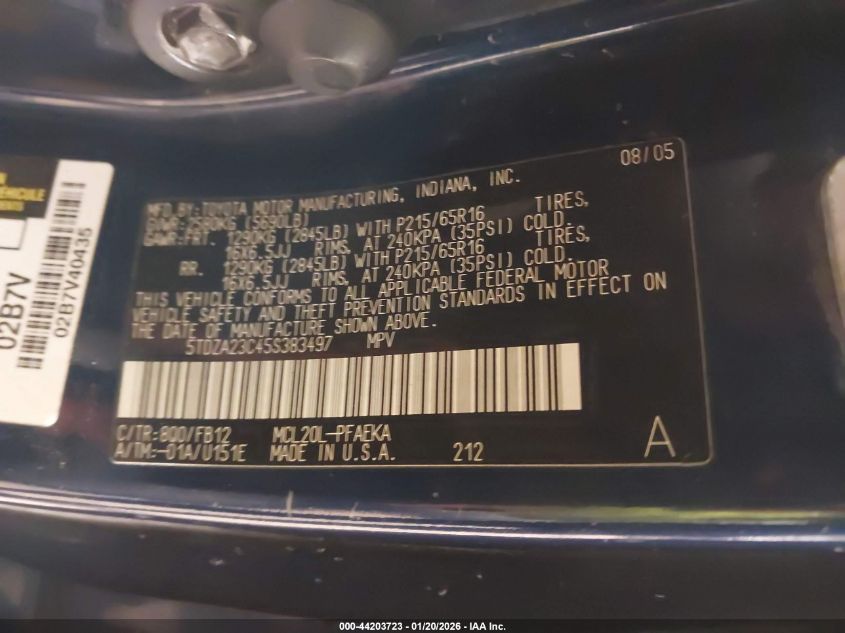 08/05
MFD.BY:TOYOTA MOTOR MANUFACTURING, INDIANA, INC.
GVWR: 2580KG (5690LB)
GAWR:FRT. 1290KG (2845LB) WITH P215/65R16 TIRES,
16X6.5JJ RIMS, AT 240KPA (35PSI) COLD.
RR. 1290KG (2845LB) WITH P215/65R16 TIRES,
16X6.5JJ RIMS, AT 240KPA (35PSI) COLD.
THIS VEHICLE CONFORMS TO ALL APPLICABLE FEDERAL MOTOR
VEHICLE SAFETY AND THEFT PREVENTION STANDARDS IN EFFECT ON
THE DATE OF MANUFACTURE SHOWN ABOVE.
5TDZA23C45S383497 MPV
C/TR:8Q0/FB12 MCL20L-PFAEKA
A/TM:-01A/U151E MADE IN U.S.A. 212
A
02B7V
02B7V40435
000-44203723 - 01/20/2026 - IAA Inc.